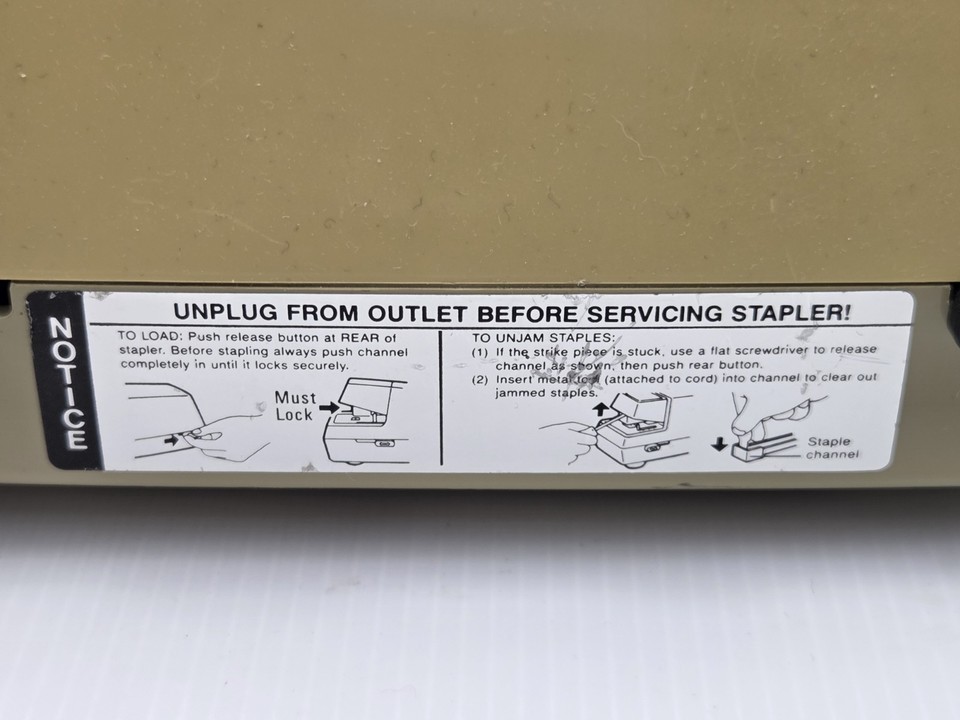 NOTICE
UNPLUG FROM OUTLET BEFORE SERVICING STAPLER!
TO LOAD: Push release button at REAR of
stapler. Before stapling always push channel
completely in until it locks securely.
Must
Lock
TO UNJAM STAPLES:
(1) If the strike piece is stuck, use a flat screwdriver to release
channel as shown, then push rear button.
(2) Insert metal tool (attached to cord) into channel to clear out
jammed staples.
Staple
channel